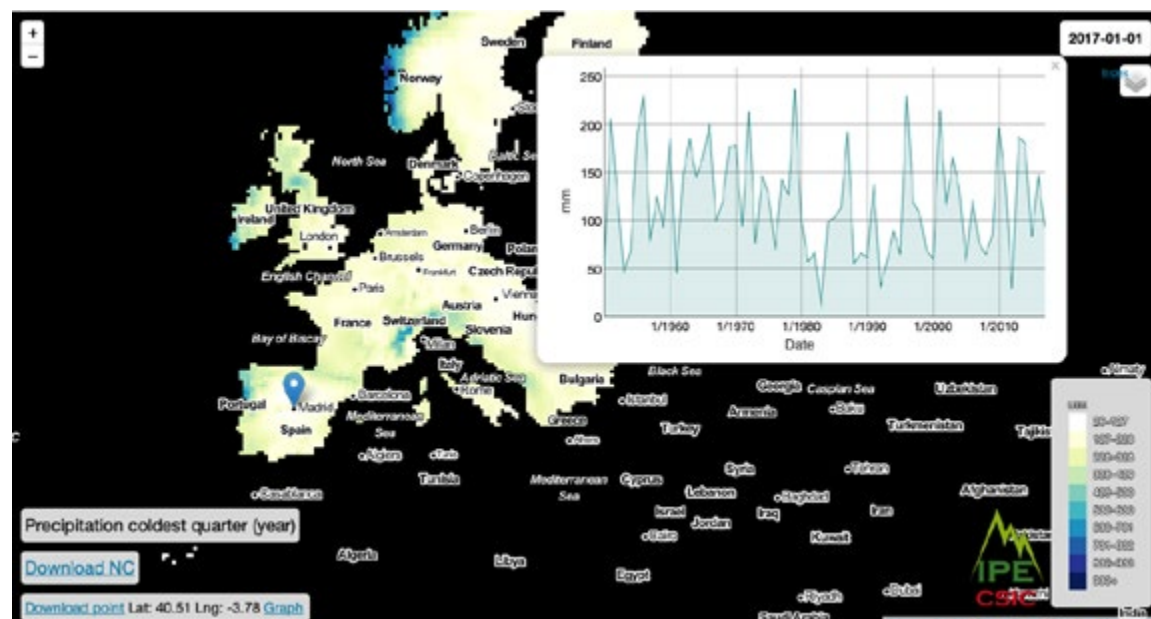 +
−
2017-01-01
Sweden
Finland
Norway
North Sea
Denmark
Copenhagen
Ireland
United Kingdom
London
Amsterdam
Berlin
Germany
Brussels
Frankfurt
English Channel
Paris
Austria
France
Switzerland
Slovenia
Milan
Bay of Biscay
Italy
Adriatic Sea
Rome
Bulgaria
Black Sea
Portugal
Madrid
Barcelona
Mediterranean
Sea
Spain
Greece
Athens
Istanbul
Georgia
Caspian Sea
Uzbekistan
Almaty
Armenia
Baku
Turkey
Turkmenistan
Algiers
Tunis
Tunisia
Casablanca
Mediterranean
Sea
Cyprus
Syria
Tehran
Lebanon
Baghdad
Afghanistan
Israel
Iraq
Iran
Jordan
Cairo
Kuwait
Algeria
Libya
Egypt
Riyadh
Dubai
Saudi Arabia
India
250
200
150
100
50
0
mm
1/1960
1/1970
1/1980
1/1990
1/2000
1/2010
Date
Precipitation coldest quarter (year)
Download NC
Download point Lat: 40.51 Lng: -3.78 Graph
IPE
CSIC